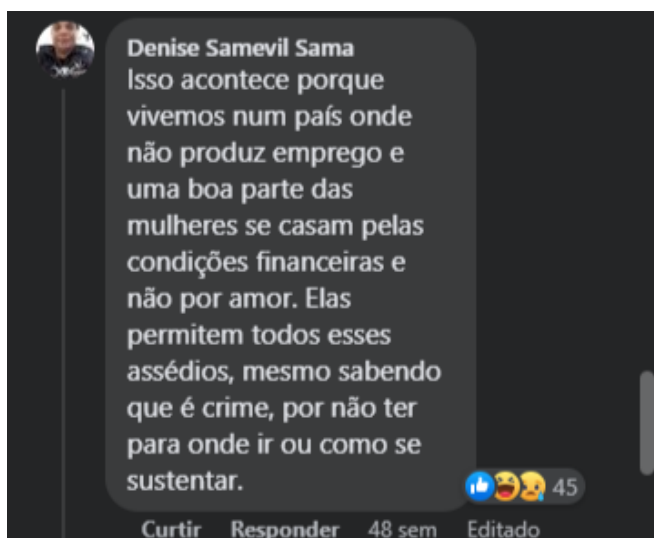 Denise Samevil Sama
Isso acontece porque
vivemos num país onde
não produz emprego e
uma boa parte das
mulheres se casam pelas
condições financeiras e
não por amor. Elas
permitem todos esses
assédios, mesmo sabendo
que é crime, por não ter
para onde ir ou como se
sustentar.
45
Curtir Responder 48 sem Editado